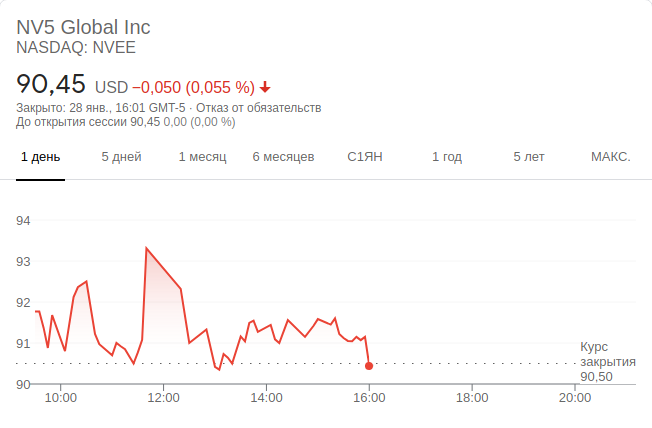 NV5 Global Inc
NASDAQ: NVEE
90,45 USD −0,050 (0,055 %)
Закрыто: 28 янв., 16:01 GMT-5 · Отказ от обязательств
До открытия сессии 90,45 0,00 (0,00 %)
1 день 5 дней 1 месяц 6 месяцев С1ЯН 1 год 5 лет МАКС.
94
93
92
91
90
Курс
закрытия
90,50
10:00 12:00 14:00 16:00 18:00 20:00